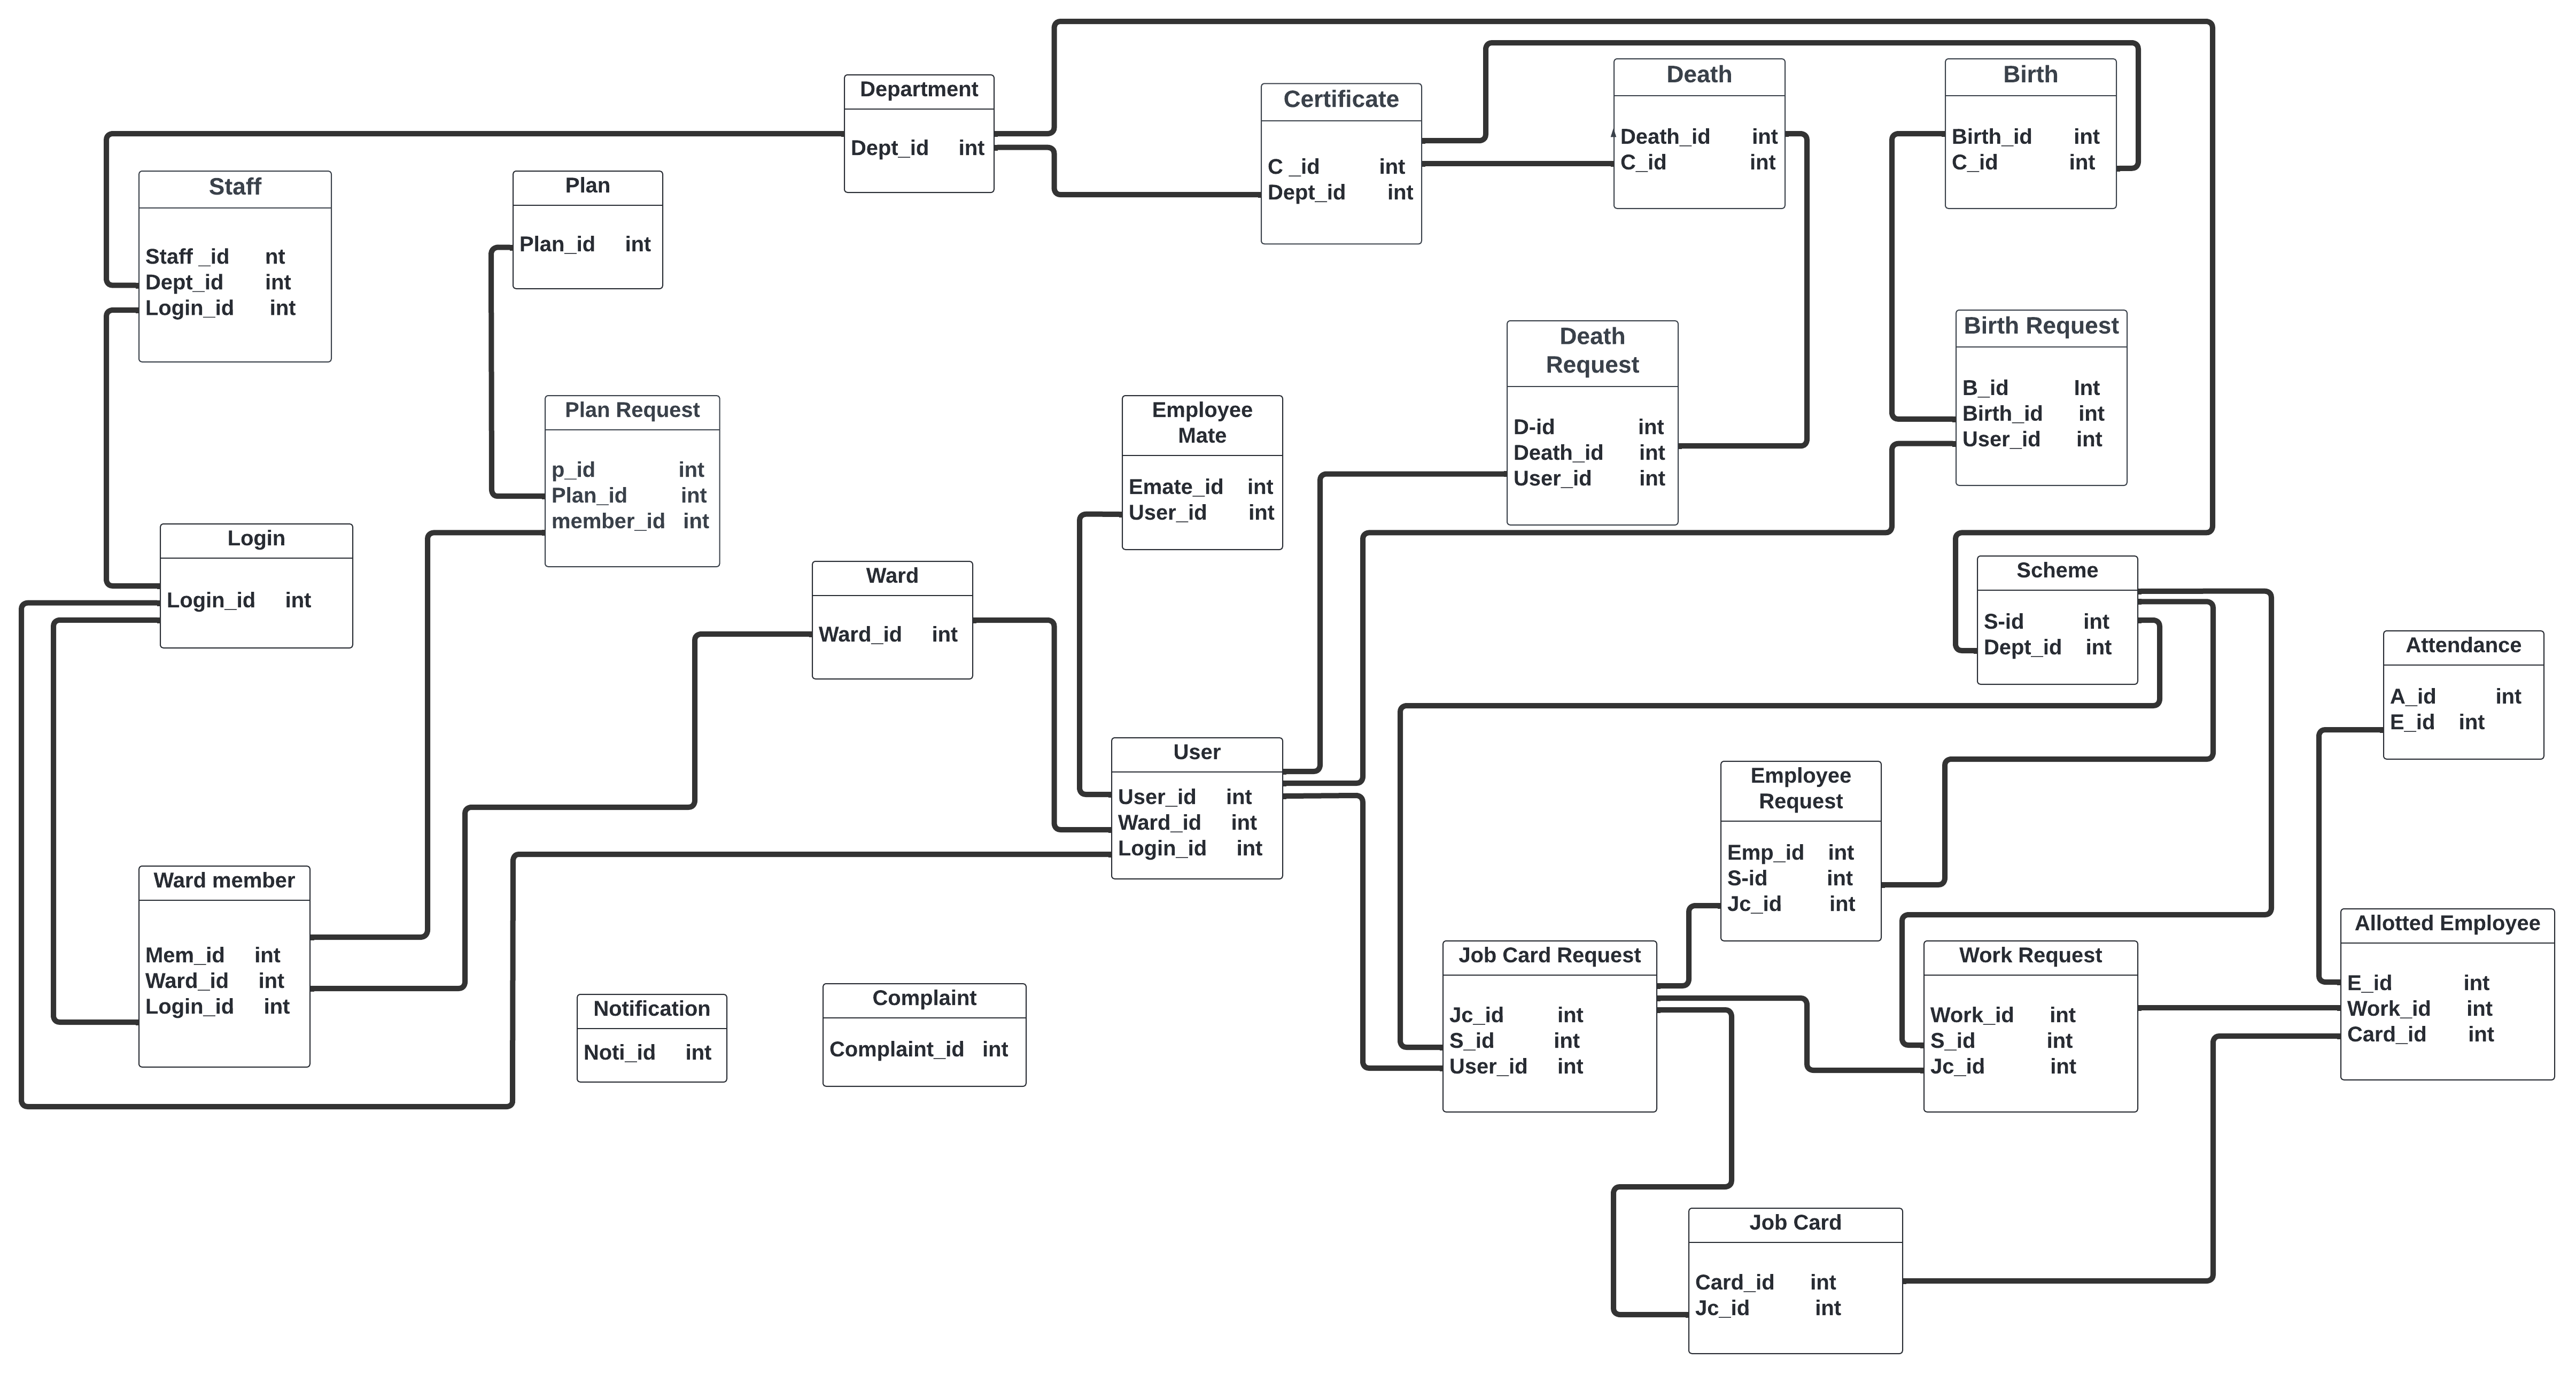 Department
Dept_id int
Certificate
C _id int
Dept_id int
Death
Death_id int
C_id int
Birth
Birth_id int
C_id int
Staff
Staff _id nt
Dept_id int
Login_id int
Plan
Plan_id int
Death
Request
D-id int
Death_id int
User_id int
Birth Request
B_id Int
Birth_id int
User_id int
Plan Request
p_id int
Plan_id int
member_id int
Employee
Mate
Emate_id int
User_id int
Login
Login_id int
Ward
Ward_id int
Scheme
S-id int
Dept_id int
Attendance
A_id int
E_id int
User
User_id int
Ward_id int
Login_id int
Employee
Request
Emp_id int
S-id int
Jc_id int
Ward member
Mem_id int
Ward_id int
Login_id int
Notification
Noti_id int
Complaint
Complaint_id int
Job Card Request
Jc_id int
S_id int
User_id int
Work Request
Work_id int
S_id int
Jc_id int
Allotted Employee
E_id int
Work_id int
Card_id int
Job Card
Card_id int
Jc_id int